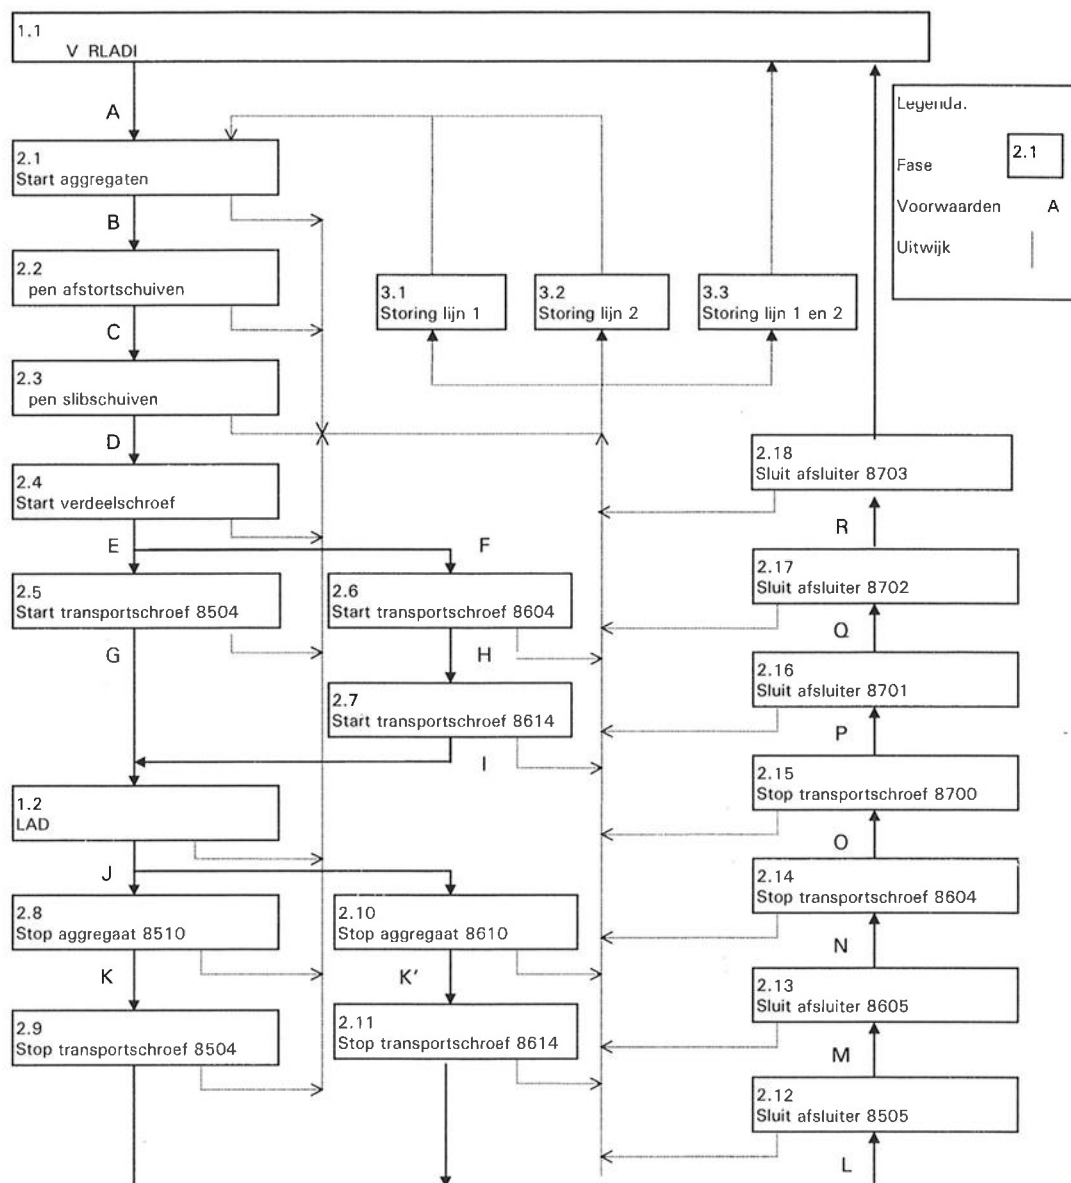 1.1
V RLADI
A
2.1
Start aggregaten
B
2.2
pen afstortschuiven
C
2.3
pen slibschuiven
D
2.4
Start verdeelschroef
E
F
2.5
Start transportschroef 8504
2.6
Start transportschroef 8604
G
H
2.7
Start transportschroef 8614
I
1.2
LAD
J
2.8
Stop aggregaat 8510
2.10
Stop aggregaat 8610
K
K'
2.9
Stop transportschroef 8504
2.11
Stop transportschroef 8614
3.1
Storing lijn 1
3.2
Storing lijn 2
3.3
Storing lijn 1 en 2
Legenda.
Fase
2.1
Voorwaarden A
Uitwijk
2.18
Sluit afsluiter 8703
R
2.17
Sluit afsluiter 8702
Q
2.16
Sluit afsluiter 8701
P
2.15
Stop transportschroef 8700
O
2.14
Stop transportschroef 8604
N
2.13
Sluit afsluiter 8605
M
2.12
Sluit afsluiter 8505
L